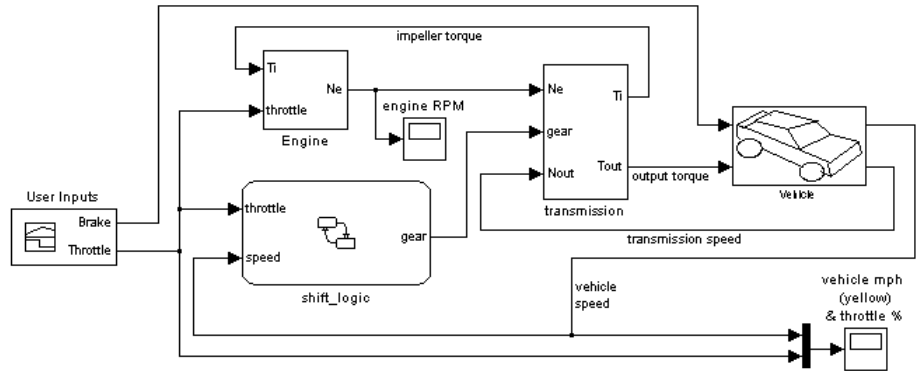 impeller torque
Ti
Ne
throttle
Engine
engine RPM
Ne
Ti
gear
Nout
Tout
transmission
output torque
Vehicle
transmission speed
User Inputs
Brake
Throttle
throttle
gear
speed
shift_logic
vehicle
speed
vehicle mph
(yellow)
& throttle %